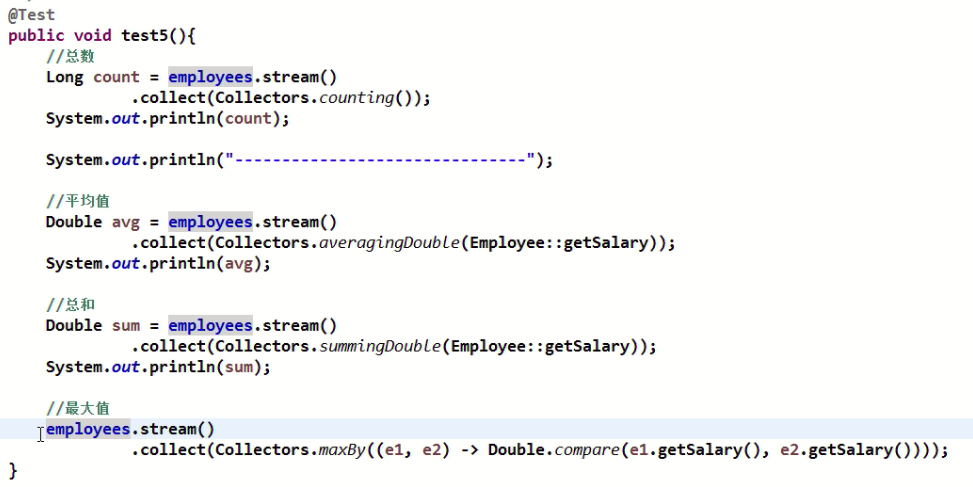 @Test
public void test5(){
//总数
Long count = employees.stream()
.collect(Collectors.counting());
System.out.println(count);
System.out.println("-------------------------------");
//平均值
Double avg = employees.stream()
.collect(Collectors.averagingDouble(Employee::getSalary));
System.out.println(avg);
//总和
Double sum = employees.stream()
.collect(Collectors.summingDouble(Employee::getSalary));
System.out.println(sum);
//最大值
employees.stream()
.collect(Collectors.maxBy((e1, e2) -> Double.compare(e1.getSalary(), e2.getSalary())));
}